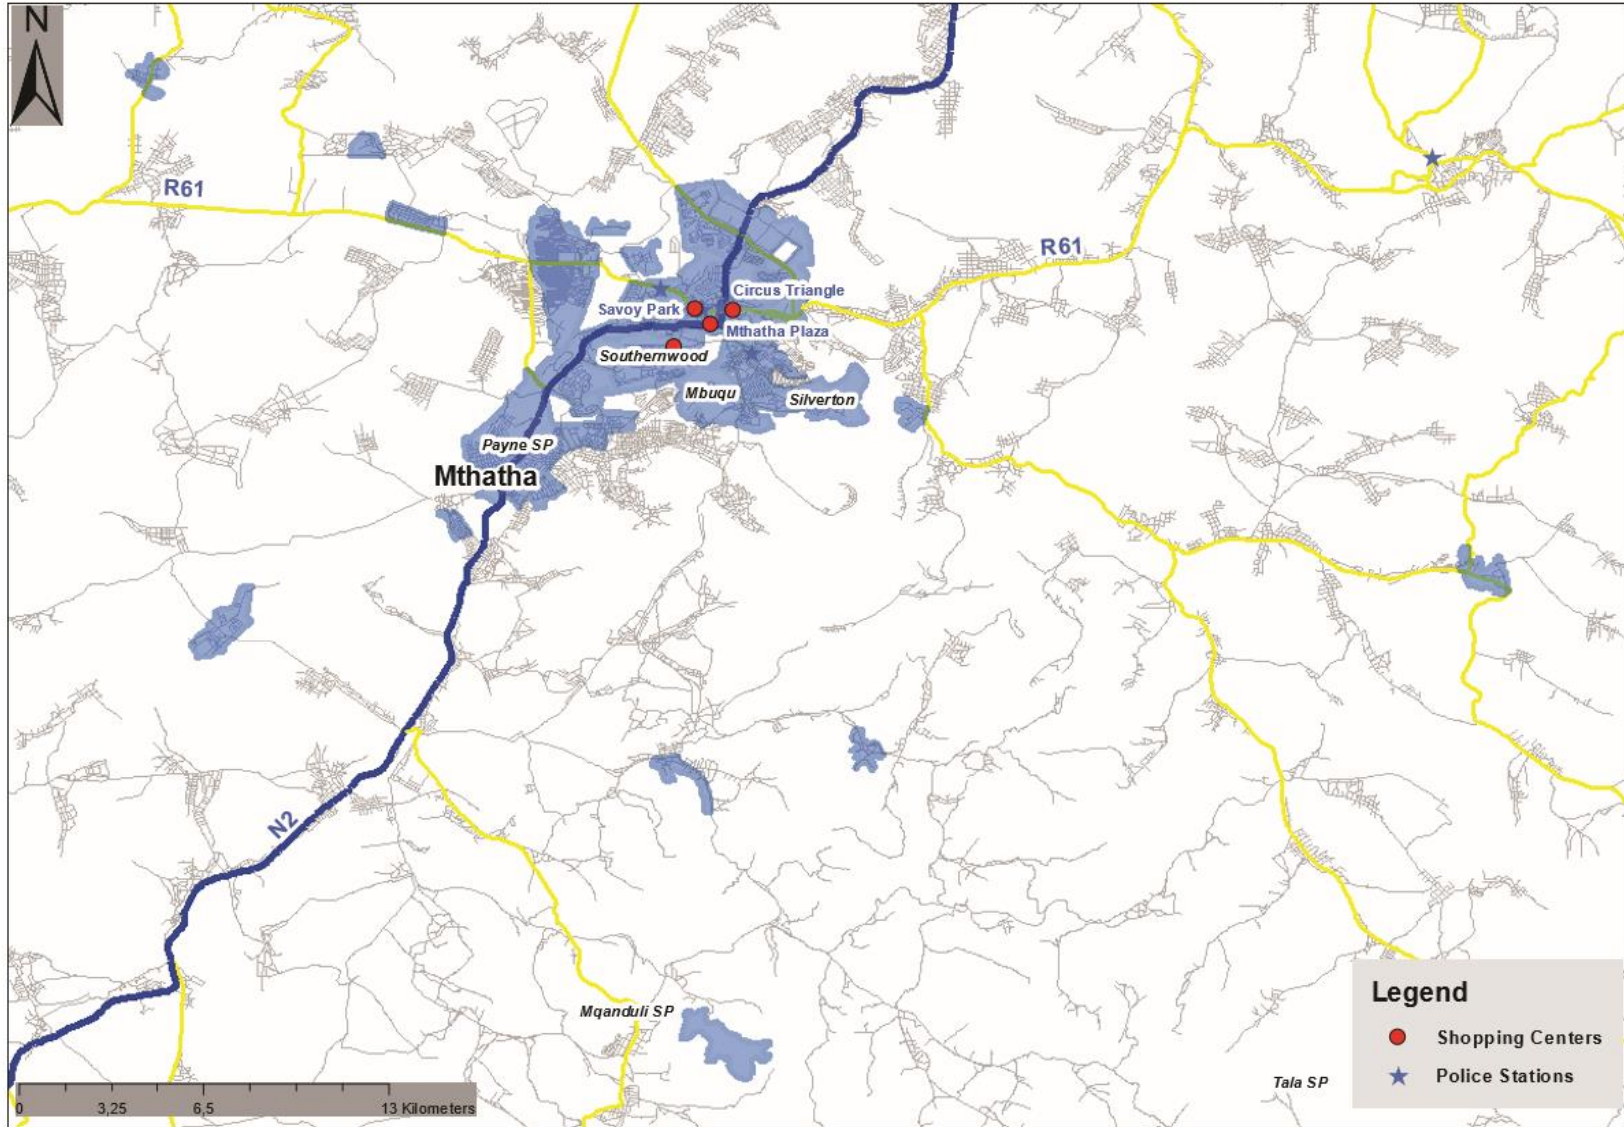 N
R61
R61
Circus Triangle
Savoy Park
Mthatha Plaza
Southernwood
Mbuqu
Silverton
Payne SP
Mthatha
N2
Mqanduli SP
Tala SP
Legend
Shopping Centers
Police Stations
0 3,25 6,5 13 Kilometers